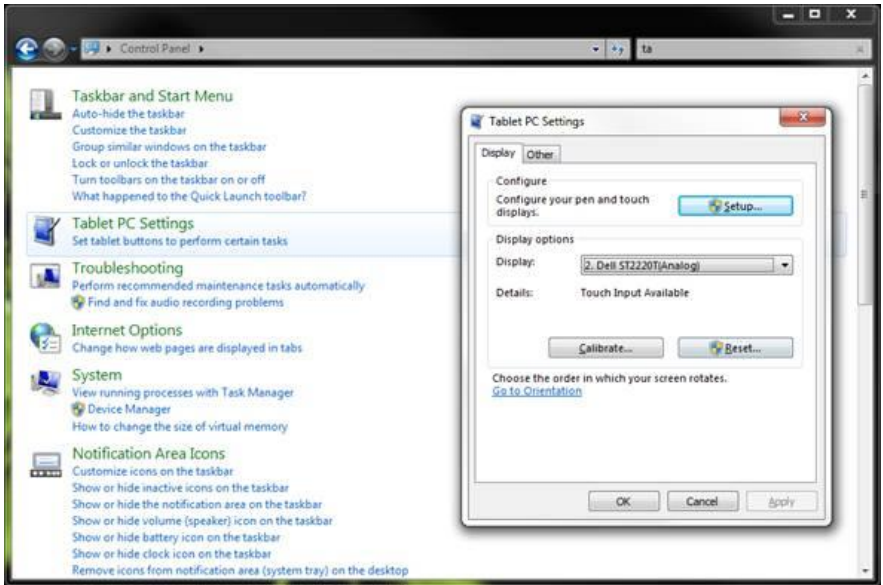 Control Panel
ta
Taskbar and Start Menu
Auto-hide the taskbar
Customize the taskbar
Group similar windows on the taskbar
Lock or unlock the taskbar
Turn toolbars on the taskbar on or off
What happened to the Quick Launch toolbar?
Tablet PC Settings
Set tablet buttons to perform certain tasks
Troubleshooting
Perform recommended maintenance tasks automatically
Find and fix audio recording problems
Internet Options
Change how web pages are displayed in tabs
System
View running processes with Task Manager
Device Manager
How to change the size of virtual memory
Notification Area Icons
Customize icons on the taskbar
Show or hide inactive icons on the taskbar
Show or hide the notification area on the taskbar
Show or hide volume (speaker) icon on the taskbar
Show or hide battery icon on the taskbar
Show or hide clock icon on the taskbar
Remove icons from notification area (system tray) on the desktop
Tablet PC Settings
Display Other
Configure
Configure your pen and touch
displays.
Setup...
Display options
Display: 2. Dell ST2220T(Analog)
Details: Touch Input Available
Calibrate... Reset...
Choose the order in which your screen rotates.
Go to Orientation
OK Cancel Apply